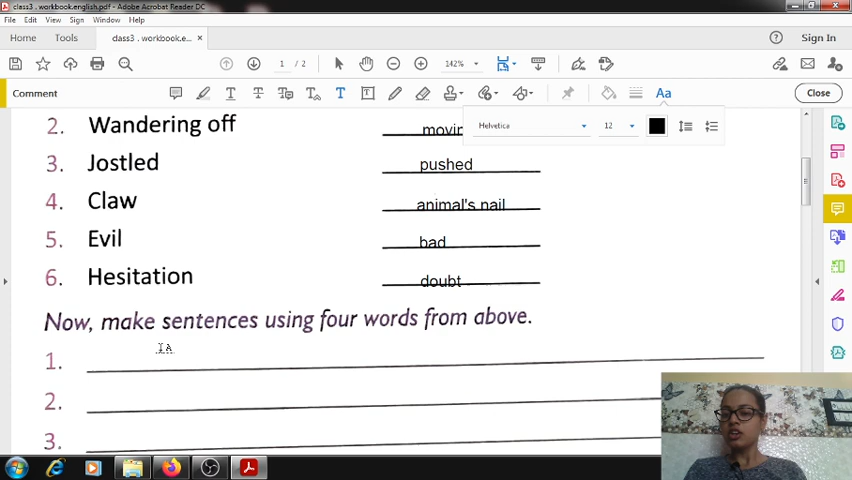 class3 . workbook.english.pdf - Adobe Acrobat Reader DC
File Edit View Sign Window Help
Home Tools class3 . workbook.e... × Sign In
1 / 2 142%
Comment Close
Helvetica 12
2. Wandering off
3. Jostled pushed
4. Claw animal's nail
5. Evil bad
6. Hesitation doubt
Now, make sentences using four words from above.
1.
2.
3.